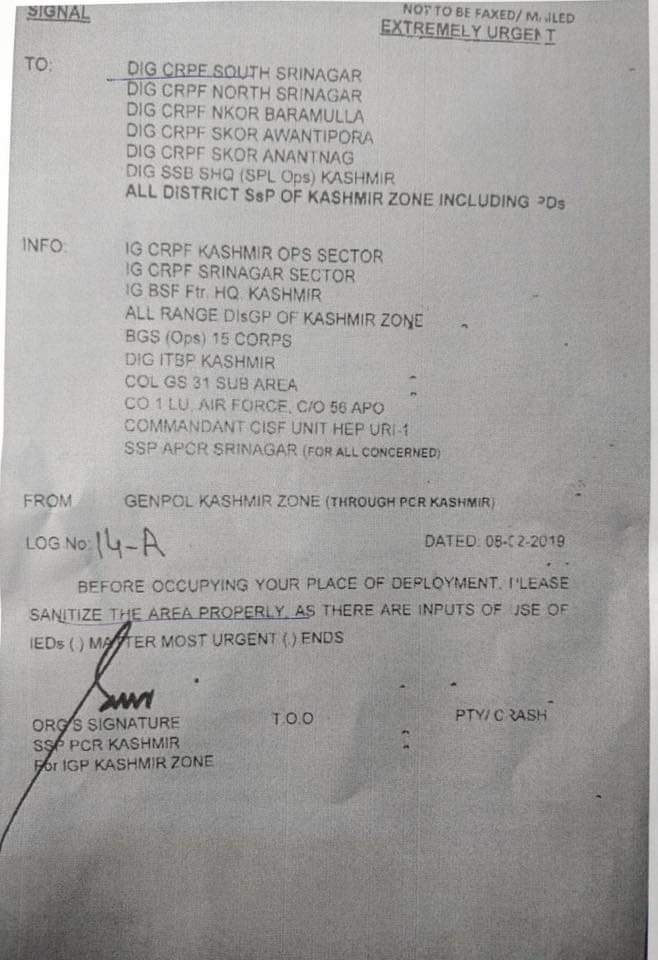 SIGNAL
NOT TO BE FAXED/
EXTREMELY URGENT
TO:
DIG CRPF SOUTH SRINAGAR
DIG CRPF NORTH SRINAGAR
DIG CRPF NKOR BARAMULLA
DIG CRPF SKOR AWANTIPORA
DIG CRPF SKOR ANANTNAG
DIG SSB SHQ (SPL Ops) KASHMIR
ALL DISTRICT SsP OF KASHMIR ZONE INCLUDING PDs
INFO:
IG CRPF KASHMIR OPS SECTOR
IG CRPF SRINAGAR SECTOR
IG BSF Ftr. HQ. KASHMIR
ALL RANGE DIsGP OF KASHMIR ZONE
BGS (Ops) 15 CORPS
DIG ITBP KASHMIR
COL GS 31 SUB AREA
CO 1 LU, AIR FORCE, C/O 56 APO
COMMANDANT CISF UNIT HEP URI-1
SSP APCR SRINAGAR (FOR ALL CONCERNED)
FROM GENPOL KASHMIR ZONE (THROUGH PCR KASHMIR)
LOG No: 14-A DATED: 08-02-2019
BEFORE OCCUPYING YOUR PLACE OF DEPLOYMENT, PLEASE
SANITIZE THE AREA PROPERLY, AS THERE ARE INPUTS OF USE OF
IEDs (.) MATTER MOST URGENT (.) ENDS
ORG'S SIGNATURE T.O.O PTY/ CRASH
SSP PCR KASHMIR
For IGP KASHMIR ZONE